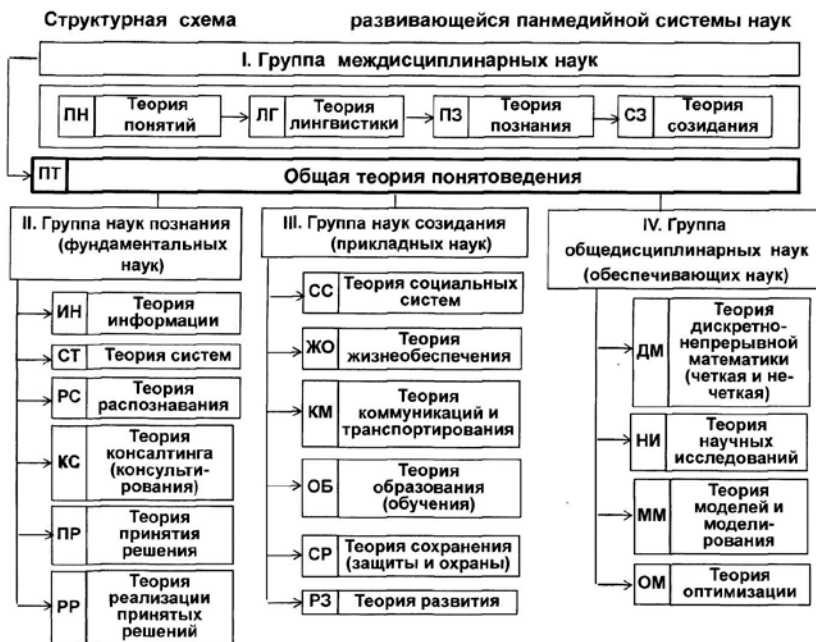 Структурная схема развивающейся панмедийной системы наук
I. Группа междисциплинарных наук
ПН
Теория
понятий
ЛГ
Теория
лингвистики
ПЗ
Теория
познания
СЗ
Теория
созидания
ПТ
Общая теория понятоведения
II. Группа наук познания
(фундаментальных
наук)
ИН
Теория
информации
СТ
Теория систем
РС
Теория
распознавания
КС
Теория
консалтинга
(консульти-
рования)
ПР
Теория
принятия
решения
РР
Теория
реализации
принятых
решений
III. Группа наук созидания
(прикладных наук)
СС
Теория социальных
систем
ЖО
Теория
жизнеобеспечения
КМ
Теория
коммуникаций и
транспортирования
ОБ
Теория
образования
(обучения)
СР
Теория сохранения
(защиты и охраны)
РЗ
Теория развития
IV. Группа
общедисциплинарных наук
(обеспечивающих наук)
ДМ
Теория
дискретно-
непрерывной
математики
(четкая и не-
четкая)
НИ
Теория
научных
исследований
ММ
Теория
моделей и
модели-
рования
ОМ
Теория
оптимизации